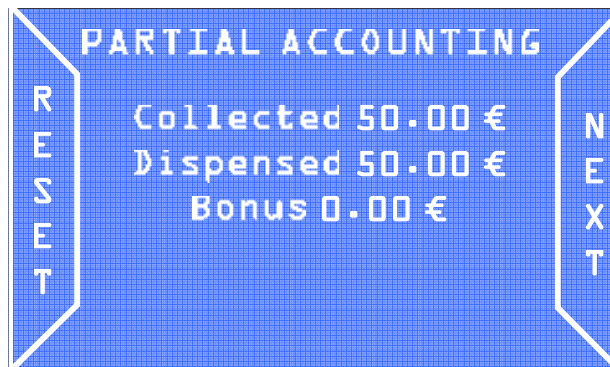 PARTIAL ACCOUNTING
Collected 50.00 €
Dispensed 50.00 €
Bonus 0.00 €
RESET
NEXT